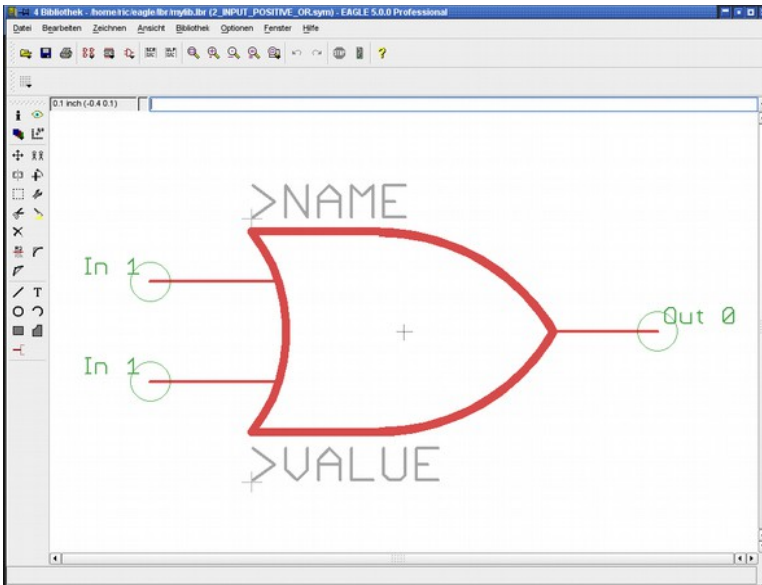 4 Bibliothek - /home/ric/eagle/lbr/mylib.lbr (2_INPUT_POSITIVE_OR.sym) - EAGLE 5.0.0 Professional
Datei Bearbeiten Zeichnen Ansicht Bibliothek Optionen Fenster Hilfe
0.1 inch (-0.4 0.1)
>NAME
In 1
Out 0
In 1
>VALUE